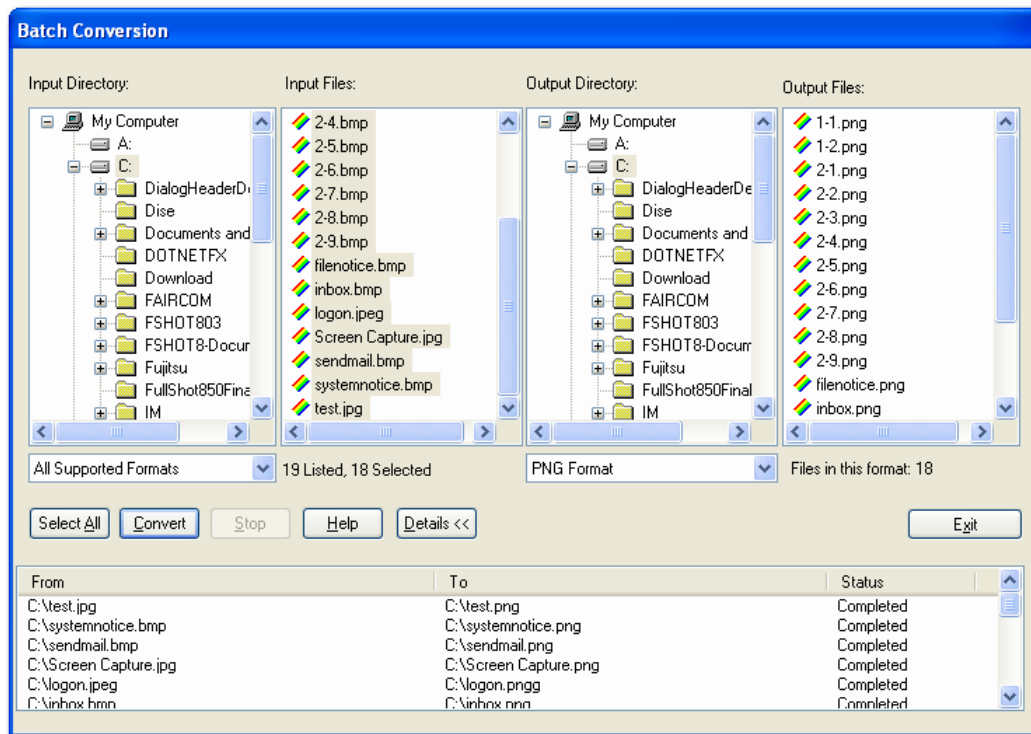 Batch Conversion
Input Directory:
My Computer
A:
C:
DialogHeaderD
Dise
Documents and
DOTNETFX
Download
FAIRCOM
FSHOT803
FSHOT8-Docur
Fujitsu
FullShot850Fina
IM
All Supported Formats
Input Files:
2-4.bmp
2-5.bmp
2-6.bmp
2-7.bmp
2-8.bmp
2-9.bmp
filenotice.bmp
inbox.bmp
logon.jpeg
Screen Capture.jpg
sendmail.bmp
systemnotice.bmp
test.jpg
19 Listed, 18 Selected
Output Directory:
My Computer
A:
C:
DialogHeaderDe
Dise
Documents and
DOTNETFX
Download
FAIRCOM
FSHOT803
FSHOT8-Docum
Fujitsu
FullShot850Final
IM
PNG Format
Output Files:
1-1.png
1-2.png
2-1.png
2-2.png
2-3.png
2-4.png
2-5.png
2-6.png
2-7.png
2-8.png
2-9.png
filenotice.png
inbox.png
Files in this format: 18
Select All Convert Stop Help Details << Exit
From To Status
C:\test.jpg C:\test.png Completed
C:\systemnotice.bmp C:\systemnotice.png Completed
C:\sendmail.bmp C:\sendmail.png Completed
C:\Screen Capture.jpg C:\Screen Capture.png Completed
C:\logon.jpeg C:\logon.pngg Completed
C:\inbox.bmp C:\inbox.png Completed